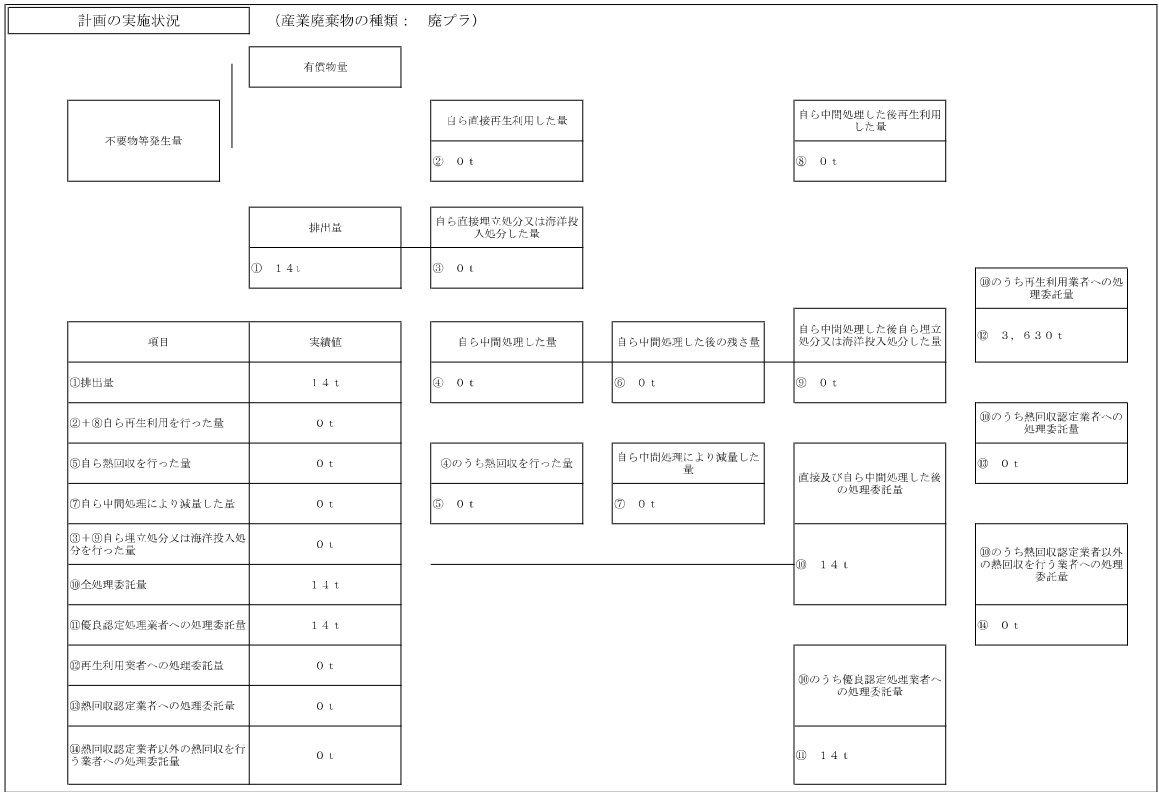 計画の実施状況
（産業廃棄物の種類： 廃プラ）
有償物量
不要物等発生量
自ら直接再生利用した量
② 0t
自ら中間処理した後再生利用
した量
⑧ 0t
排出量
① 14t
自ら直接埋立処分又は海洋投
入処分した量
③ 0t
⑩のうち再生利用業者への処
理委託量
⑫ 3,630t
項目 実績値
①排出量 14t
②+⑧自ら再生利用を行った量 0t
⑤自ら熱回収を行った量 0t
⑦自ら中間処理により減量した量 0t
③+⑨自ら埋立処分又は海洋投入処
分を行った量 0t
⑩全処理委託量 14t
⑪優良認定処理業者への処理委託量 14t
⑫再生利用業者への処理委託量 0t
⑬熱回収認定業者への処理委託量 0t
⑭熱回収認定業者以外の熱回収を行
う業者への処理委託量 0t
自ら中間処理した量
④ 0t
自ら中間処理した後の残さ量
⑥ 0t
自ら中間処理した後自ら埋立
処分又は海洋投入処分した量
⑨ 0t
⑩のうち熱回収認定業者への
処理委託量
⑬ 0t
④のうち熱回収を行った量
⑤ 0t
自ら中間処理により減量した
量
⑦ 0t
直接及び自ら中間処理した後
の処理委託量
⑩ 14t
⑩のうち熱回収認定業者以外
の熱回収を行う業者への処理
委託量
⑭ 0t
⑩のうち優良認定処理業者へ
の処理委託量
⑪ 14t